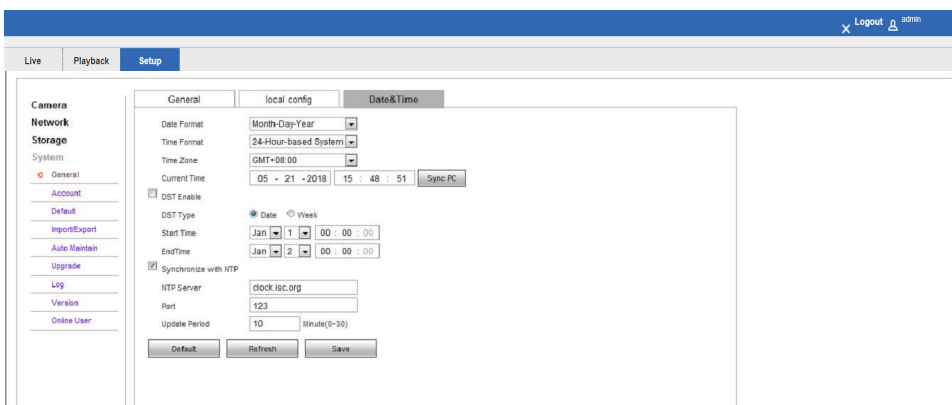 Logout admin
Live Playback Setup
Camera
Network
Storage
System
General
Account
Default
Import/Export
Auto Maintain
Upgrade
Log
Version
Online User
General local config Date&Time
Date Format Month-Day-Year
Time Format 24-Hour-based System
Time Zone GMT+08:00
Current Time 05 - 21 - 2018 15 : 48 : 51 Sync PC
DST Enable
DST Type Date Week
Start Time Jan 1 00 : 00 : 00
EndTime Jan 2 00 : 00 : 00
Synchronize with NTP
NTP Server clock.isc.org
Port 123
Update Period 10 Minute(0~30)
Default Refresh Save